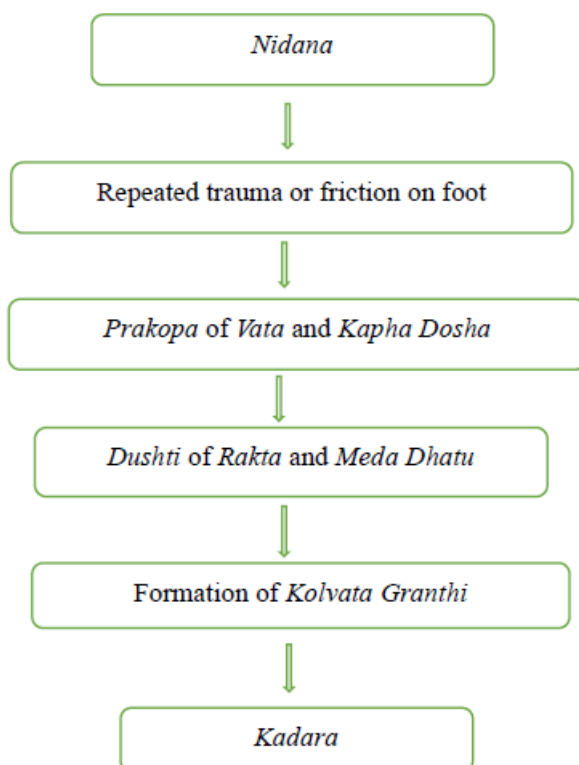 Nidana
Repeated trauma or friction on foot
Prakopa of Vata and Kapha Dosha
Dushti of Rakta and Meda Dhatu
Formation of Kolvata Granthi
Kadara